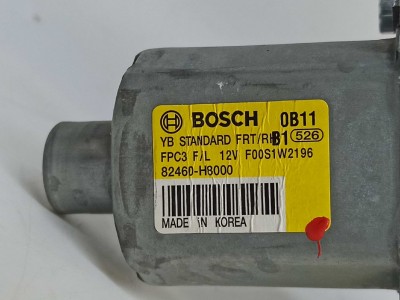 BOSCH 0B11
YB STANDARD FRT/RH B1 526
FPC3 F/L 12V F00S1W2196
82460-H8000
MADE IN KOREA